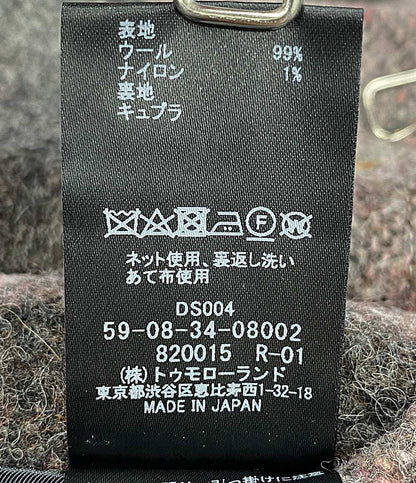 表地
ウール 99%
ナイロン 1%
裏地
キュプラ
ネット使用、裏返し洗い
あて布使用
DS004
59-08-34-08002
820015 R-01
(株)トゥモローランド
東京都渋谷区恵比寿西1-32-18
MADE IN JAPAN